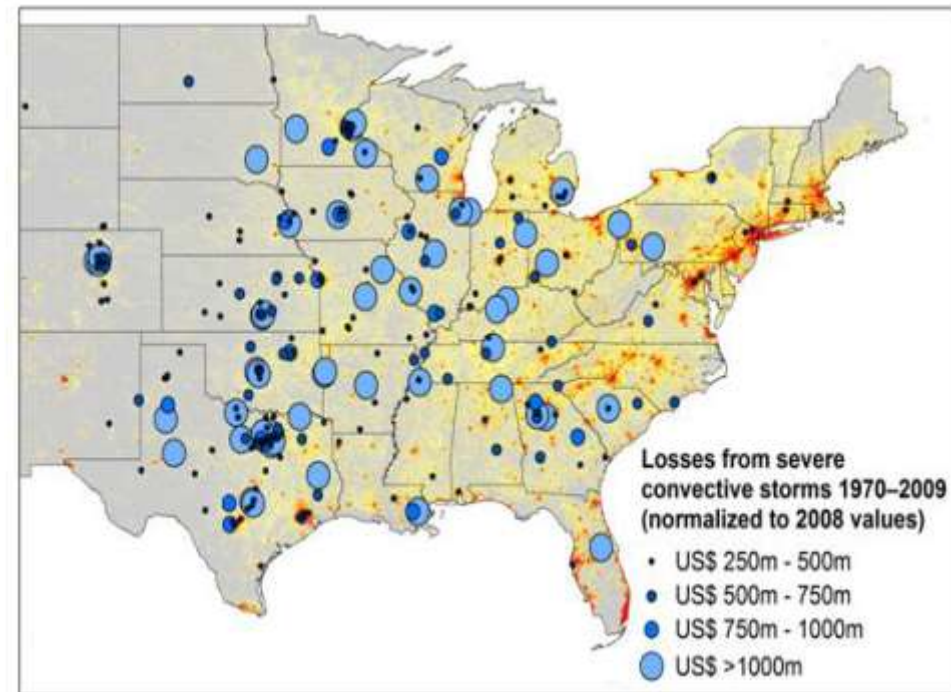 Losses from severe
convective storms 1970–2009
(normalized to 2008 values)
US$ 250m - 500m
US$ 500m - 750m
US$ 750m - 1000m
US$ >1000m